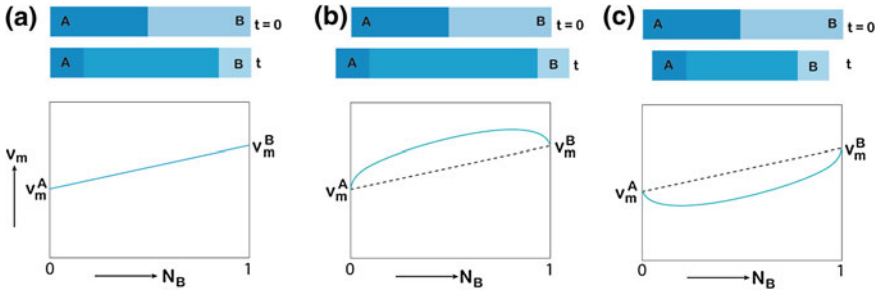 (a) A B t = 0
A B t
v_m
v_m^A
v_m^B
0 1
N_B
(b) A B t = 0
A B t
v_m^A
v_m^B
0 1
N_B
(c) A B t = 0
A B t
v_m^A
v_m^B
0 1
N_B